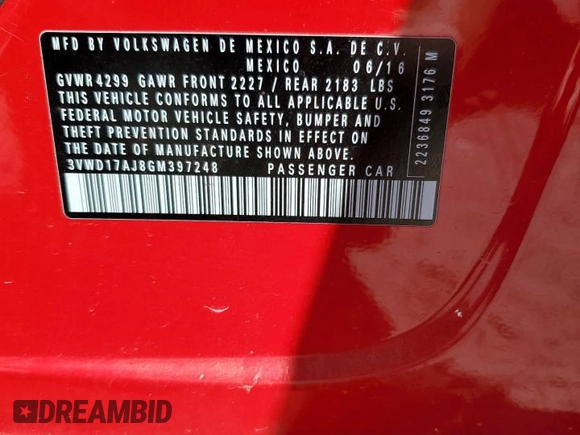 MFD BY VOLKSWAGEN DE MEXICO S.A. DE C.V.
MEXICO 06/16
GVWR 4299 GAWR FRONT 2227 / REAR 2183 LBS
THIS VEHICLE CONFORMS TO ALL APPLICABLE U.S.
FEDERAL MOTOR VEHICLE SAFETY, BUMPER AND
THEFT PREVENTION STANDARDS IN EFFECT ON
THE DATE OF MANUFACTURE SHOWN ABOVE.
3VWD17AJ8GM397248 PASSENGER CAR
2236849 3176 M
DREAMBID